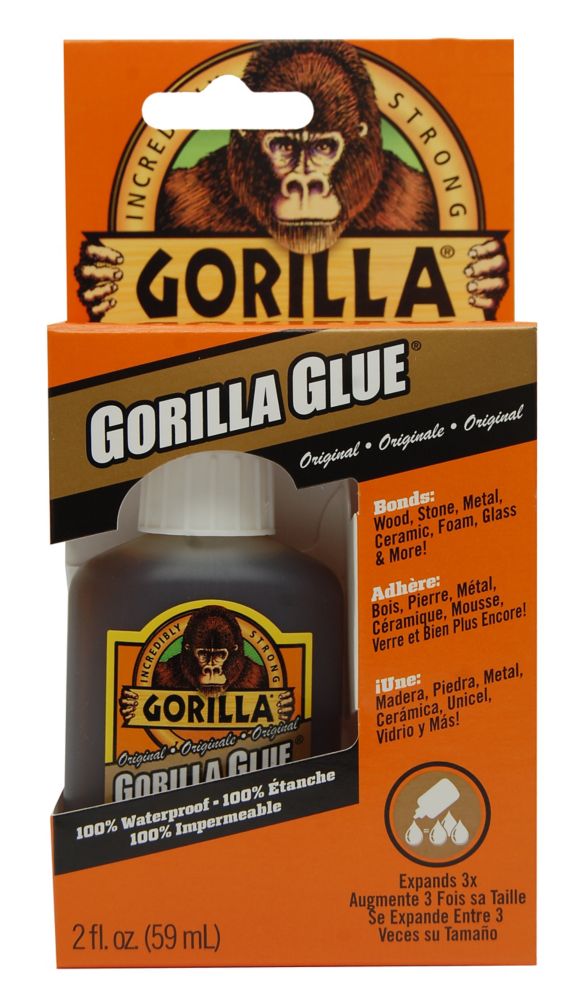 INCREDIBLY STRONG
GORILLA®
GORILLA GLUE®
Original • Originale • Original
Bonds:
Wood, Stone, Metal,
Ceramic, Foam, Glass
& More!
Adhère:
Bois, Pierre, Métal,
Céramique, Mousse,
Verre et Bien Plus Encore!
¡Une:
Madera, Piedra, Metal,
Cerámica, Unicel,
Vidrio y Más!
INCREDIBLY STRONG
GORILLA®
Original • Originale • Original
GORILLA GLUE®
100% Waterproof • 100% Étanche
100% Impermeable
Expands 3x
Augmente 3 Fois sa Taille
Se Expande Entre 3
Veces su Tamaño
2 fl. oz. (59 mL)